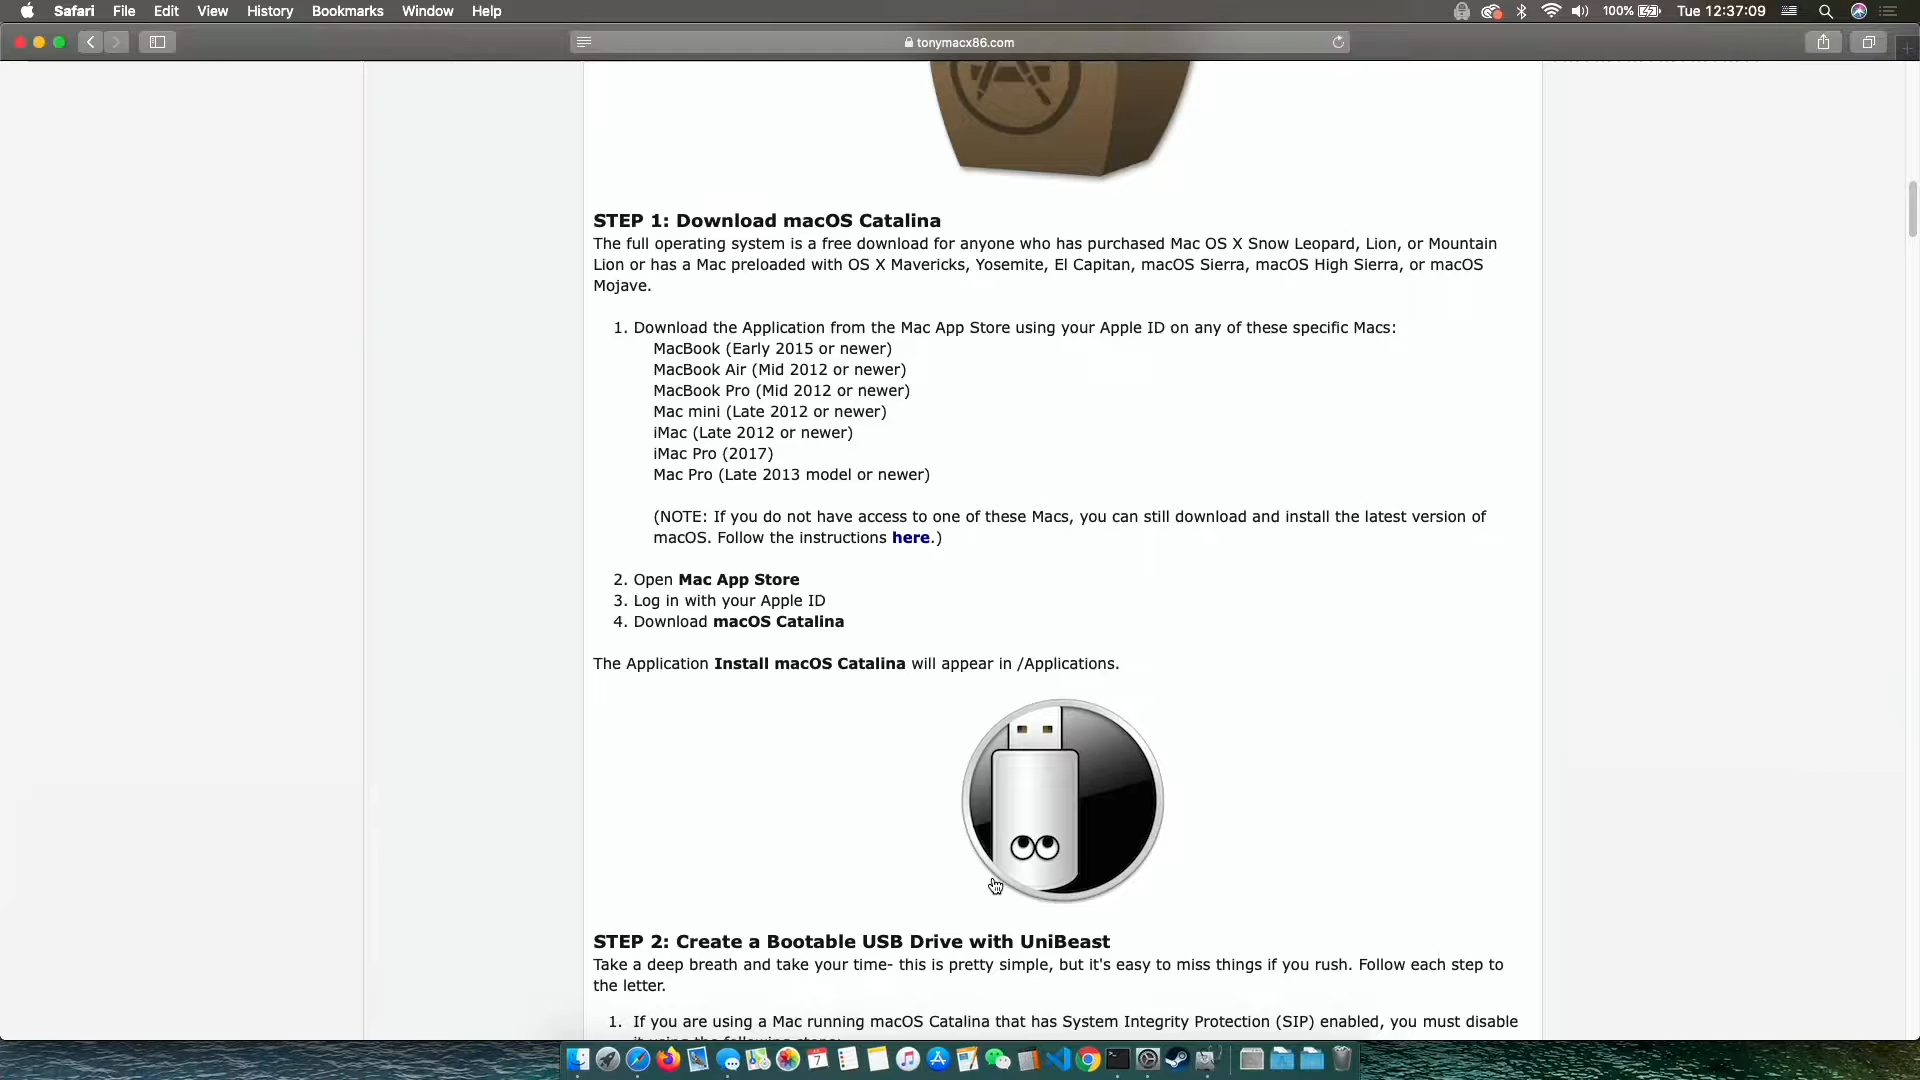 Safari File Edit View History Bookmarks Window Help 100% Tue 12:37:09
tonymacx86.com
STEP 1: Download macOS Catalina
The full operating system is a free download for anyone who has purchased Mac OS X Snow Leopard, Lion, or Mountain
Lion or has a Mac preloaded with OS X Mavericks, Yosemite, El Capitan, macOS Sierra, macOS High Sierra, or macOS
Mojave.
1. Download the Application from the Mac App Store using your Apple ID on any of these specific Macs:
MacBook (Early 2015 or newer)
MacBook Air (Mid 2012 or newer)
MacBook Pro (Mid 2012 or newer)
Mac mini (Late 2012 or newer)
iMac (Late 2012 or newer)
iMac Pro (2017)
Mac Pro (Late 2013 model or newer)
(NOTE: If you do not have access to one of these Macs, you can still download and install the latest version of
macOS. Follow the instructions here.)
2. Open Mac App Store
3. Log in with your Apple ID
4. Download macOS Catalina
The Application Install macOS Catalina will appear in /Applications.
STEP 2: Create a Bootable USB Drive with UniBeast
Take a deep breath and take your time- this is pretty simple, but it's easy to miss things if you rush. Follow each step to
the letter.
1. If you are using a Mac running macOS Catalina that has System Integrity Protection (SIP) enabled, you must disable